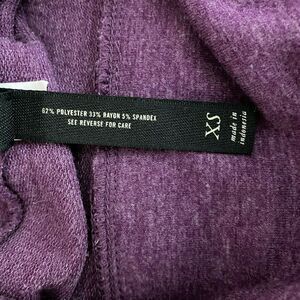 62% POLYESTER 33% RAYON 5% SPANDEX
SEE REVERSE FOR CARE
XS
made in
indonesia